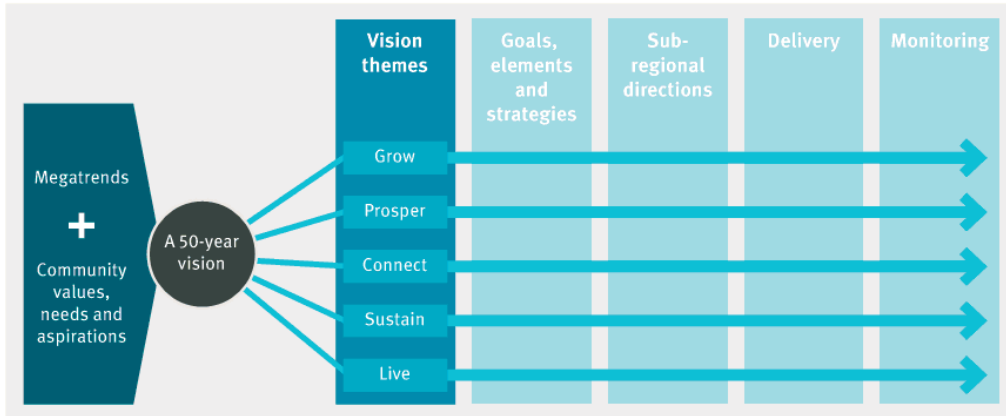 Megatrends
+
Community
values,
needs and
aspirations
A 50-year
vision
Vision
themes
Grow
Prosper
Connect
Sustain
Live
Goals,
elements
and
strategies
Sub-
regional
directions
Delivery
Monitoring